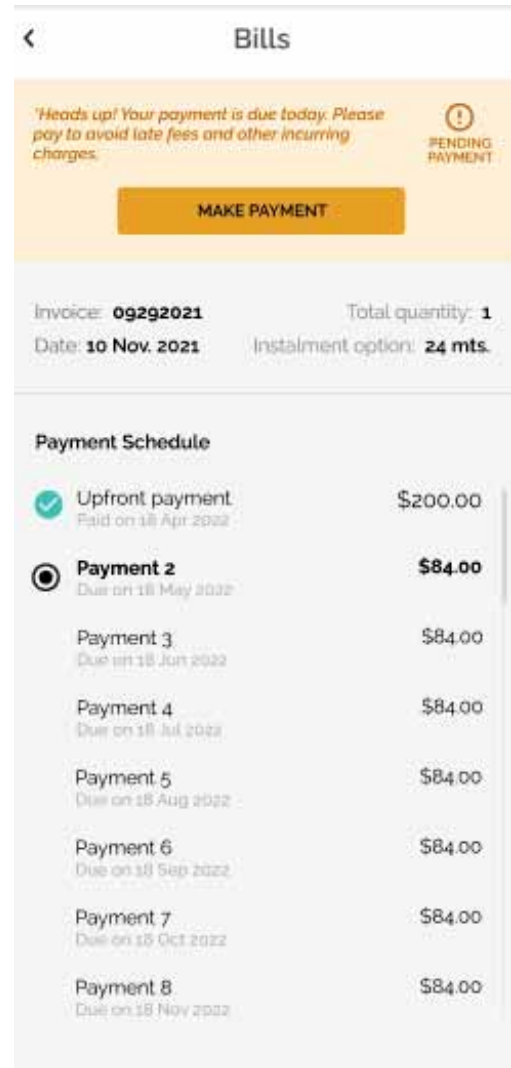 Bills
"Heads up! Your payment is due today. Please
pay to avoid late fees and other incurring
charges.
PENDING
PAYMENT
MAKE PAYMENT
Invoice: 09292021
Total quantity: 1
Date: 10 Nov. 2021
Instalment option: 24 mts.
Payment Schedule
Upfront payment
$200.00
Paid on 18 Apr 2022
Payment 2
$84.00
Due on 18 May 2022
Payment 3
$84.00
Due on 18 Jun 2022
Payment 4
$84.00
Due on 18 Jul 2022
Payment 5
$84.00
Due on 18 Aug 2022
Payment 6
$84.00
Due on 18 Sep 2022
Payment 7
$84.00
Due on 18 Oct 2022
Payment 8
$84.00
Due on 18 Nov 2022